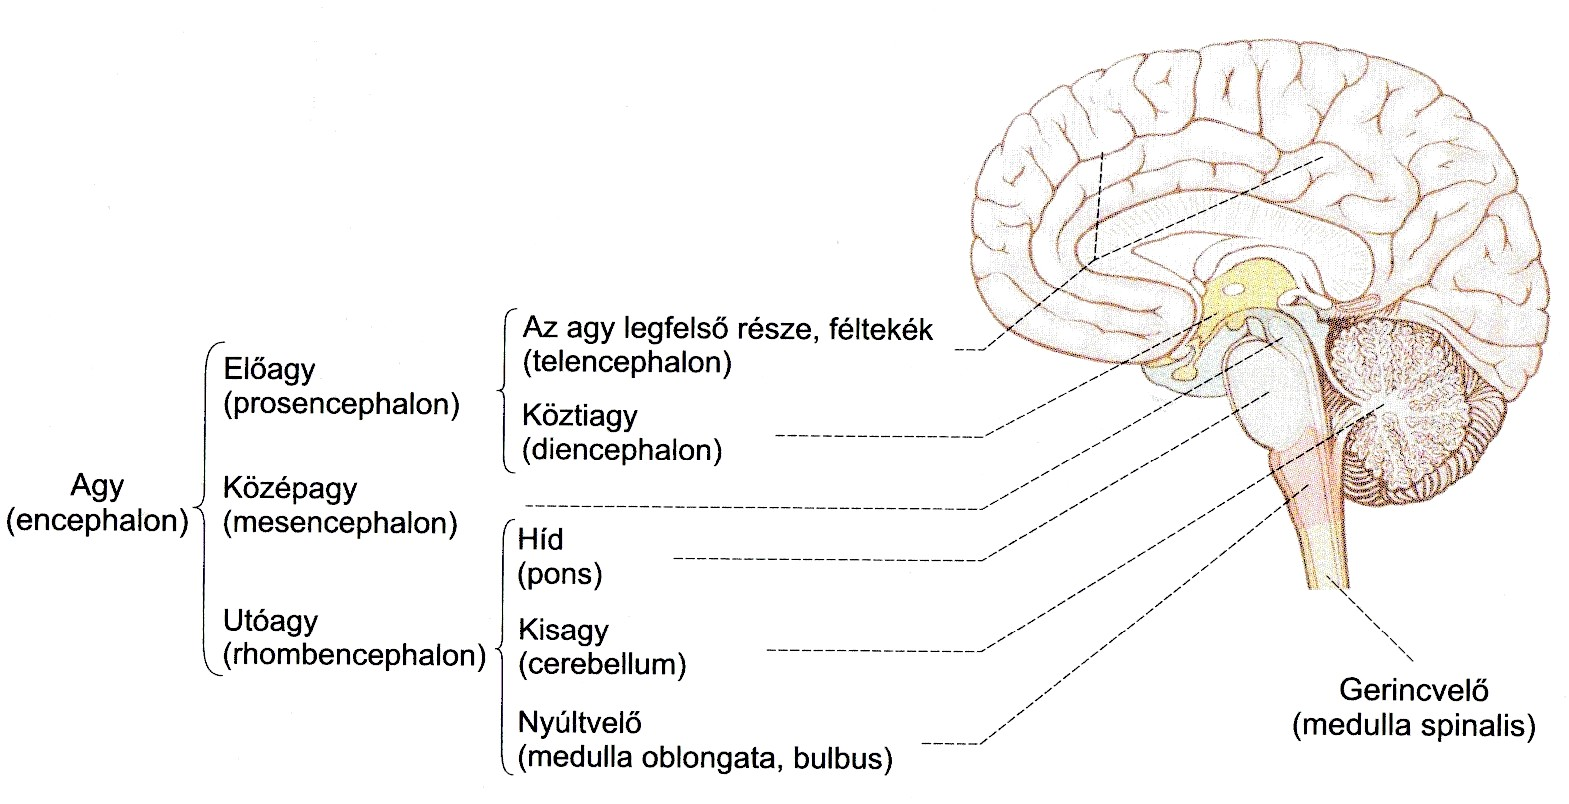 Agy
(encephalon)
Előagy
(prosencephalon)
Középagy
(mesencephalon)
Utóagy
(rhombencephalon)
Az agy legfelső része, féltekék
(telencephalon)
Köztiagy
(diencephalon)
Híd
(pons)
Kisagy
(cerebellum)
Nyúltvelő
(medulla oblongata, bulbus)
Gerincvelő
(medulla spinalis)